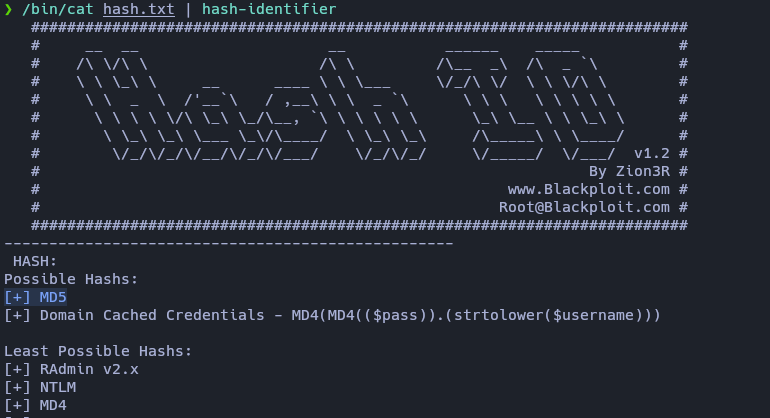 ❯ /bin/cat hash.txt | hash-identifier
#########################################################################
#     __  __                     __           ______    _____           #
#    /\ \/\ \                   /\ \         /\__  _\  /\  _ `\         #
#    \ \ \_\ \     __      ____ \ \ \___     \/_/\ \/  \ \ \/\ \        #
#     \ \  _  \  /'__`\   / ,__\ \ \  _ `\      \ \ \   \ \ \ \ \       #
#      \ \ \ \ \/\ \_\ \_/\__, `\ \ \ \ \ \      \_\ \__ \ \ \_\ \      #
#       \ \_\ \_\ \___ \_\/\____/  \ \_\ \_\     /\_____\ \ \____/      #
#        \/_/\/_/\/__/\/_/\/___/    \/_/\/_/     \/_____/  \/___/  v1.2 #
#                                                             By Zion3R #
#                                                    www.Blackploit.com #
#                                                   Root@Blackploit.com #
#########################################################################
--------------------------------------------------
HASH:
Possible Hashs:
[+] MD5
[+] Domain Cached Credentials - MD4(MD4(($pass)).(strtolower($username)))
Least Possible Hashs:
[+] RAdmin v2.x
[+] NTLM
[+] MD4